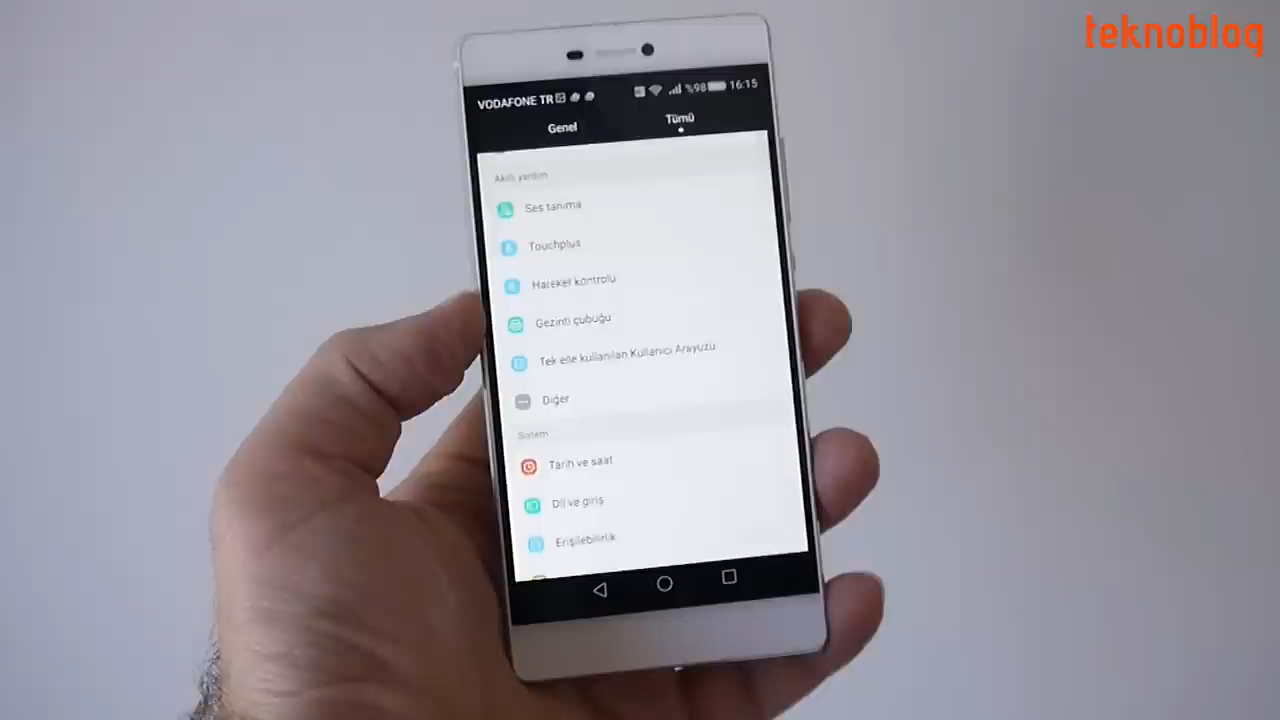 teknoblog
VODAFONE TR %98 16:15
Genel Tümü
Akıllı yardım
Ses tanıma
Touchplus
Hareket kontrolü
Gezinti çubuğu
Tek elle kullanılan Kullanıcı Arayüzü
Diğer
Sistem
Tarih ve saat
Dil ve giriş
Erişilebilirlik